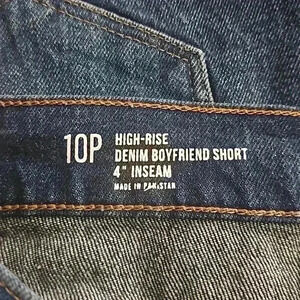 10P
HIGH-RISE
DENIM BOYFRIEND SHORT
4" INSEAM
MADE IN PAKISTAN